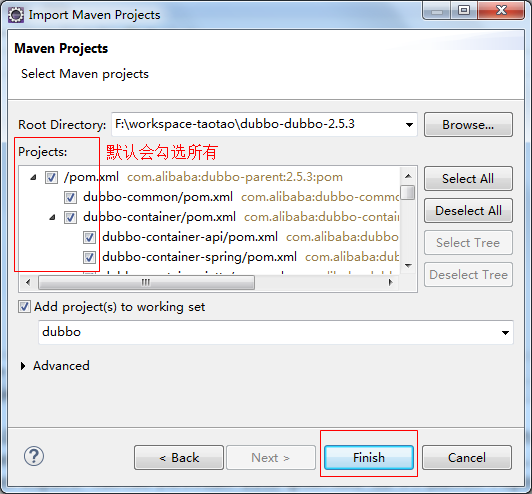 Import Maven Projects
Maven Projects
Select Maven projects
Root Directory: F:\workspace-taotao\dubbo-dubbo-2.5.3 Browse...
Projects: 默认会勾选所有
/pom.xml com.alibaba:dubbo-parent:2.5.3:pom Select All
dubbo-common/pom.xml com.alibaba:dubbo-commo
Deselect All
dubbo-container/pom.xml com.alibaba:dubbo-contai
dubbo-container-api/pom.xml com.alibaba:dubbo- Select Tree
dubbo-container-spring/pom.xml com.alibaba:dub
Deselect Tree
Add project(s) to working set
dubbo
Advanced
< Back Next > Finish Cancel